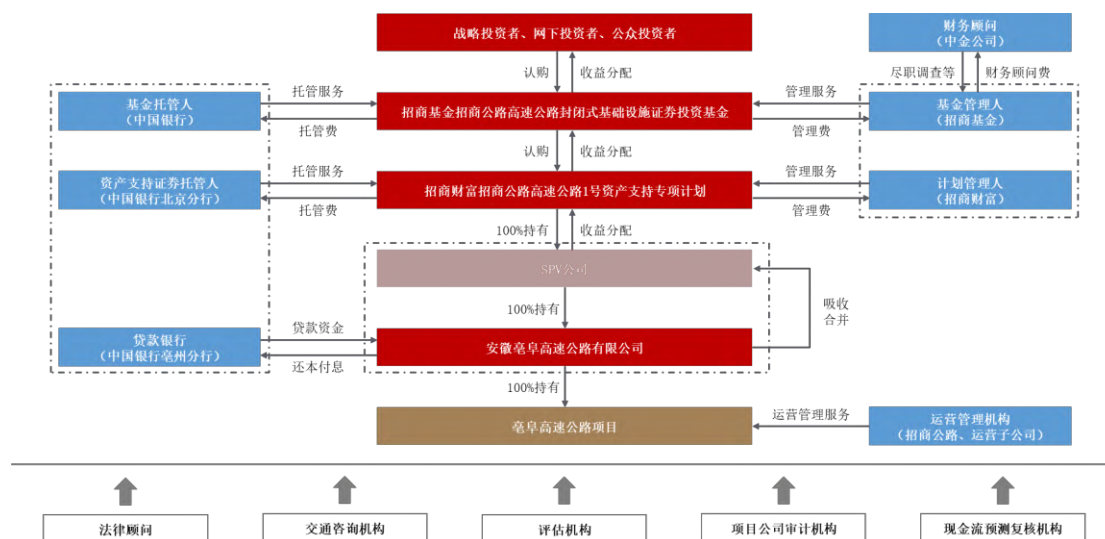 战略投资者、网下投资者、公众投资者
财务顾问
(中金公司)
认购
收益分配
尽职调查等
财务顾问费
基金托管人
(中国银行)
托管服务
托管费
招商基金招商公路高速公路封闭式基础设施证券投资基金
管理服务
管理费
基金管理人
(招商基金)
认购
收益分配
资产支持证券托管人
(中国银行北京分行)
托管服务
托管费
招商财富招商公路高速公路1号资产支持专项计划
管理服务
管理费
计划管理人
(招商财富)
100%持有
收益分配
SPV公司
100%持有
吸收
合并
贷款银行
(中国银行亳州分行)
贷款资金
还本付息
安徽亳阜高速公路有限公司
100%持有
亳阜高速公路项目
运营管理服务
运营管理机构
(招商公路、运营子公司)
法律顾问
交通咨询机构
评估机构
项目公司审计机构
现金流预测复核机构